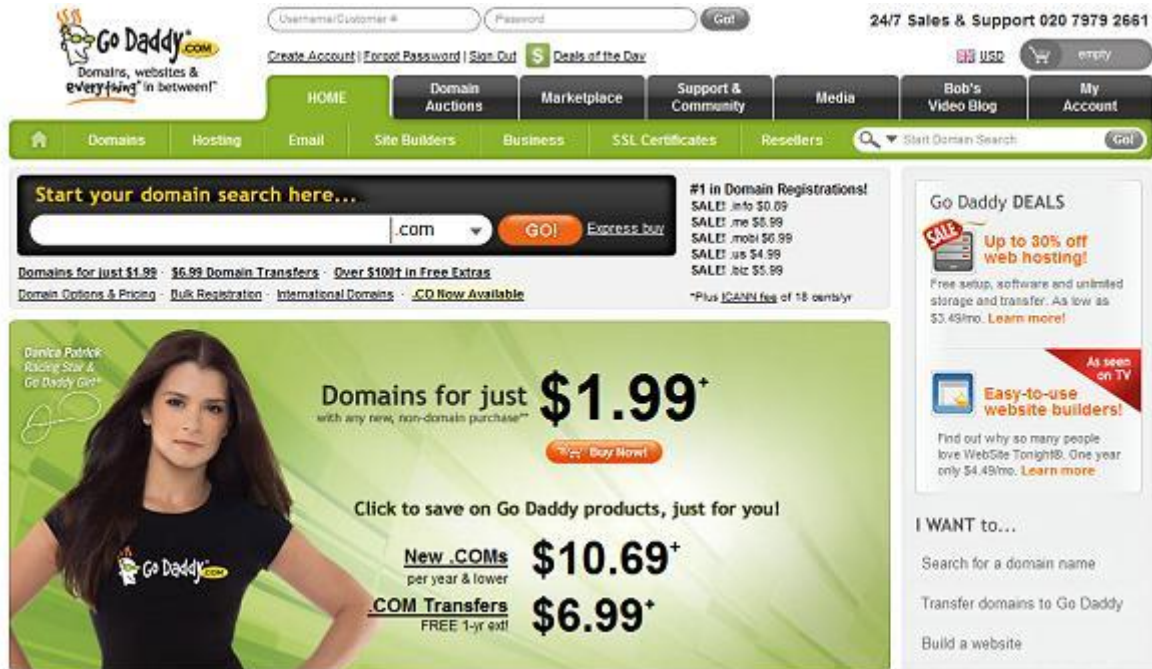 Go Daddy.COM
Domains, websites &
everything* in between!™
Username/Customer #
Password
Go!
24/7 Sales & Support 020 7979 2661
Create Account | Forgot Password | Sign Out
$ Deals of the Day
USD
empty
HOME
Domain Auctions
Marketplace
Support & Community
Media
Bob's Video Blog
My Account
Domains
Hosting
Email
Site Builders
Business
SSL Certificates
Resellers
Start Domain Search
Go!
Start your domain search here...
.com
GO!
Express buy
Domains for just $1.99 · $6.99 Domain Transfers · Over $100† in Free Extras
Domain Options & Pricing · Bulk Registration · International Domains · .CO Now Available
#1 in Domain Registrations!
SALE! .info $0.89
SALE! .me $8.99
SALE! .mobi $6.99
SALE! .us $4.99
SALE! .biz $5.99
*Plus ICANN fee of 18 cents/yr
Danica Patrick
Racing Star &
Go Daddy Girl®
Domains for just $1.99+
with any new, non-domain purchase**
Buy Now!
Click to save on Go Daddy products, just for you!
New .COMs $10.69+
per year & lower
.COM Transfers $6.99+
FREE 1-yr ext!
Go Daddy.COM
Go Daddy DEALS
SALE
Up to 30% off
web hosting!
Free setup, software and unlimited
storage and transfer. As low as
$3.49/mo. Learn more!
As seen
on TV
Easy-to-use
website builders!
Find out why so many people
love WebSite Tonight®. One year
only $4.49/mo. Learn more
I WANT to...
Search for a domain name
Transfer domains to Go Daddy
Build a website